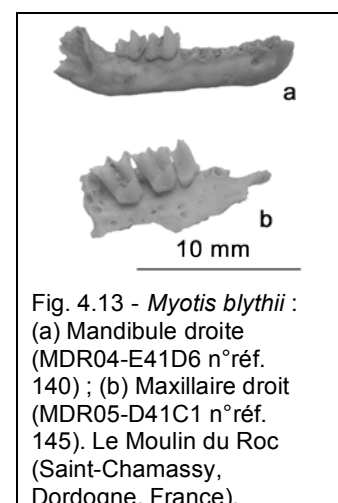 a
b
10 mm
Fig. 4.13 - Myotis blythii :
(a) Mandibule droite
(MDR04-E41D6 n°réf.
140) ; (b) Maxillaire droit
(MDR05-D41C1 n°réf.
145). Le Moulin du Roc
(Saint-Chamassy,
Dordogne, France).